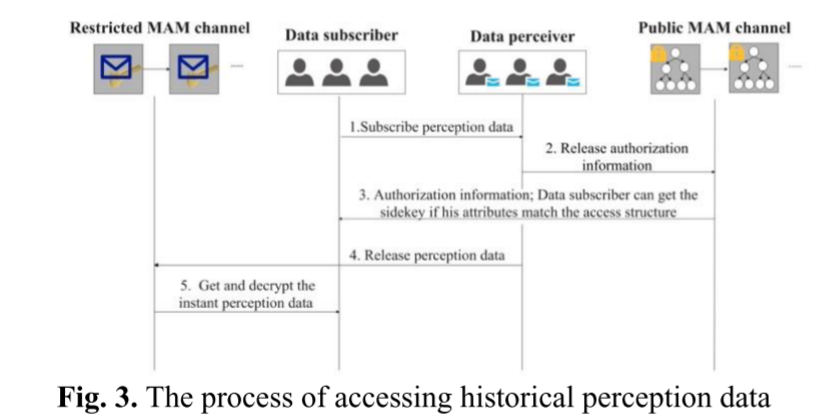 Restricted MAM channel
Data subscriber
Data perceiver
Public MAM channel
1.Subscribe perception data
2. Release authorization
information
3. Authorization information; Data subscriber can get the
sidekey if his attributes match the access structure
4. Release perception data
5. Get and decrypt the
instant perception data
Fig. 3. The process of accessing historical perception data